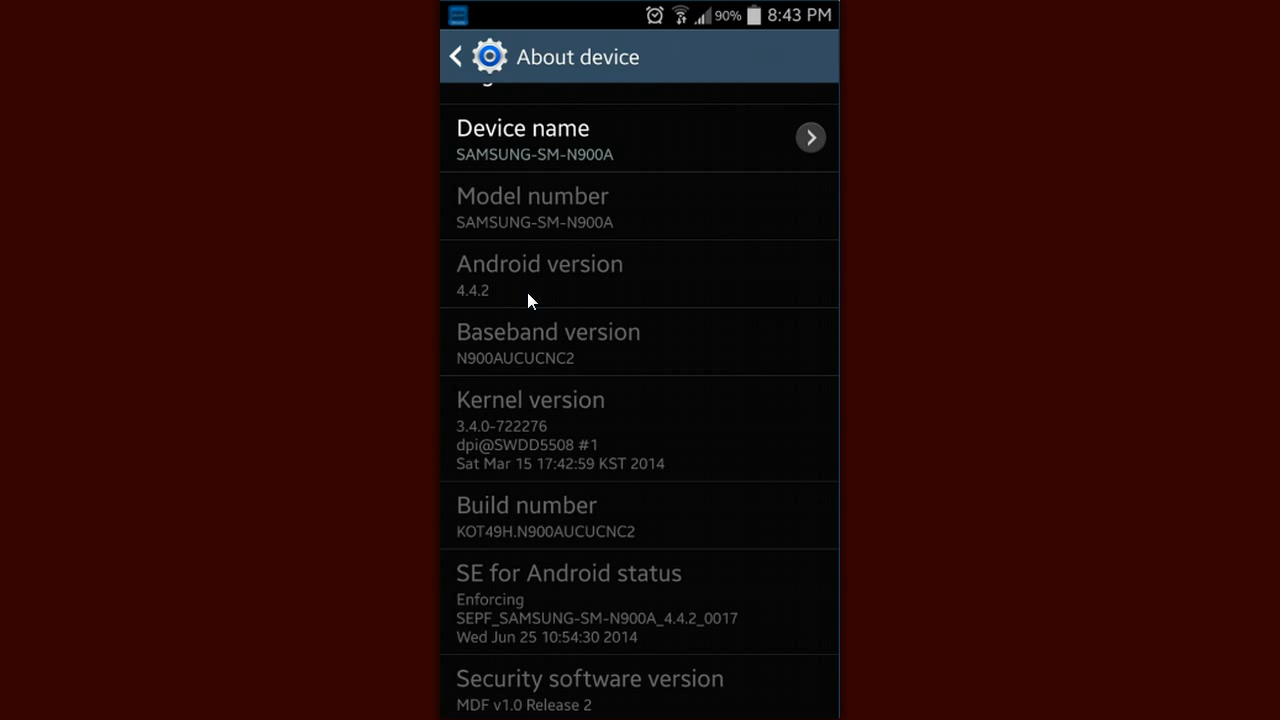 90% 8:43 PM
About device
Device name
SAMSUNG-SM-N900A
Model number
SAMSUNG-SM-N900A
Android version
4.4.2
Baseband version
N900AUCUCNC2
Kernel version
3.4.0-722276
dpi@SWDD5508 #1
Sat Mar 15 17:42:59 KST 2014
Build number
KOT49H.N900AUCUCNC2
SE for Android status
Enforcing
SEPF_SAMSUNG-SM-N900A_4.4.2_0017
Wed Jun 25 10:54:30 2014
Security software version
MDF v1.0 Release 2